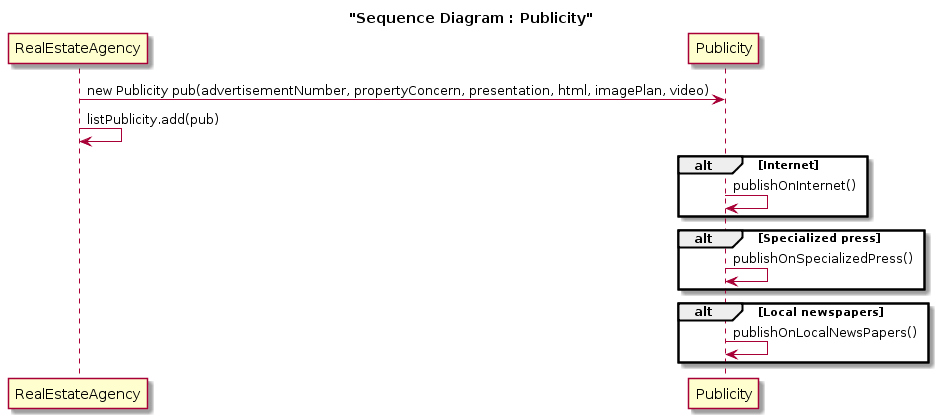 "Sequence Diagram : Publicity"
RealEstateAgency
Publicity
new Publicity pub(advertisementNumber, propertyConcern, presentation, html, imagePlan, video)
listPublicity.add(pub)
alt [Internet]
publishOnInternet()
alt [Specialized press]
publishOnSpecializedPress()
alt [Local newspapers]
publishOnLocalNewsPapers()
RealEstateAgency
Publicity